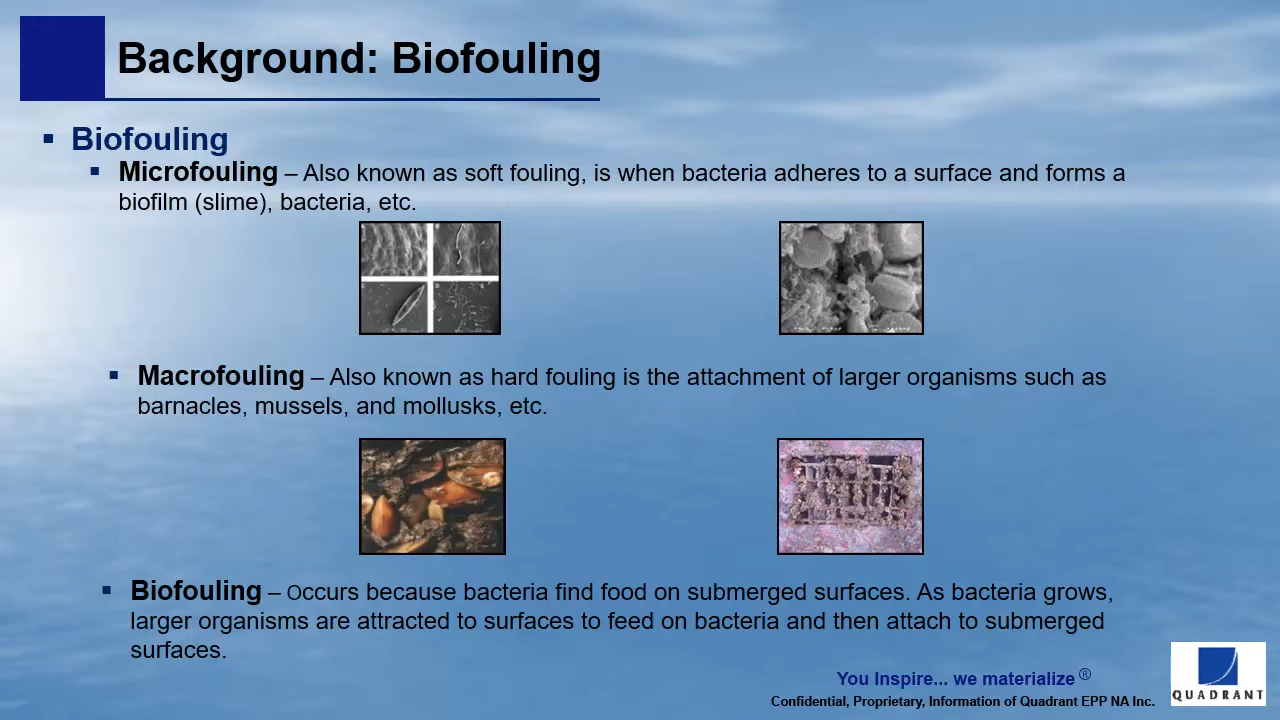 Background: Biofouling
Biofouling
Microfouling – Also known as soft fouling, is when bacteria adheres to a surface and forms a
biofilm (slime), bacteria, etc.
Macrofouling – Also known as hard fouling is the attachment of larger organisms such as
barnacles, mussels, and mollusks, etc.
Biofouling – Occurs because bacteria find food on submerged surfaces. As bacteria grows,
larger organisms are attracted to surfaces to feed on bacteria and then attach to submerged
surfaces.
You Inspire... we materialize ®
QUADRANT
Confidential, Proprietary, Information of Quadrant EPP NA Inc.